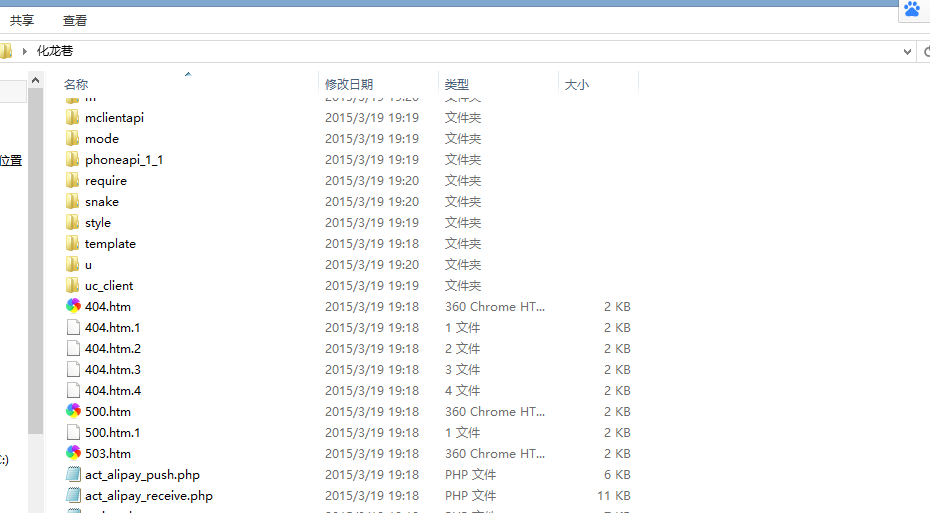 共享 查看
化龙巷
名称 修改日期 类型 大小
m 2015/3/19 19:20 文件夹
mclientapi 2015/3/19 19:19 文件夹
mode 2015/3/19 19:19 文件夹
phoneapi_1_1 2015/3/19 19:19 文件夹
require 2015/3/19 19:20 文件夹
snake 2015/3/19 19:20 文件夹
style 2015/3/19 19:19 文件夹
template 2015/3/19 19:18 文件夹
u 2015/3/19 19:20 文件夹
uc_client 2015/3/19 19:19 文件夹
404.htm 2015/3/19 19:18 360 Chrome HT... 2 KB
404.htm.1 2015/3/19 19:18 1 文件 2 KB
404.htm.2 2015/3/19 19:18 2 文件 2 KB
404.htm.3 2015/3/19 19:18 3 文件 2 KB
404.htm.4 2015/3/19 19:18 4 文件 2 KB
500.htm 2015/3/19 19:18 360 Chrome HT... 2 KB
500.htm.1 2015/3/19 19:18 1 文件 2 KB
503.htm 2015/3/19 19:18 360 Chrome HT... 2 KB
act_alipay_push.php 2015/3/19 19:18 PHP 文件 6 KB
act_alipay_receive.php 2015/3/19 19:18 PHP 文件 11 KB
位置
:)